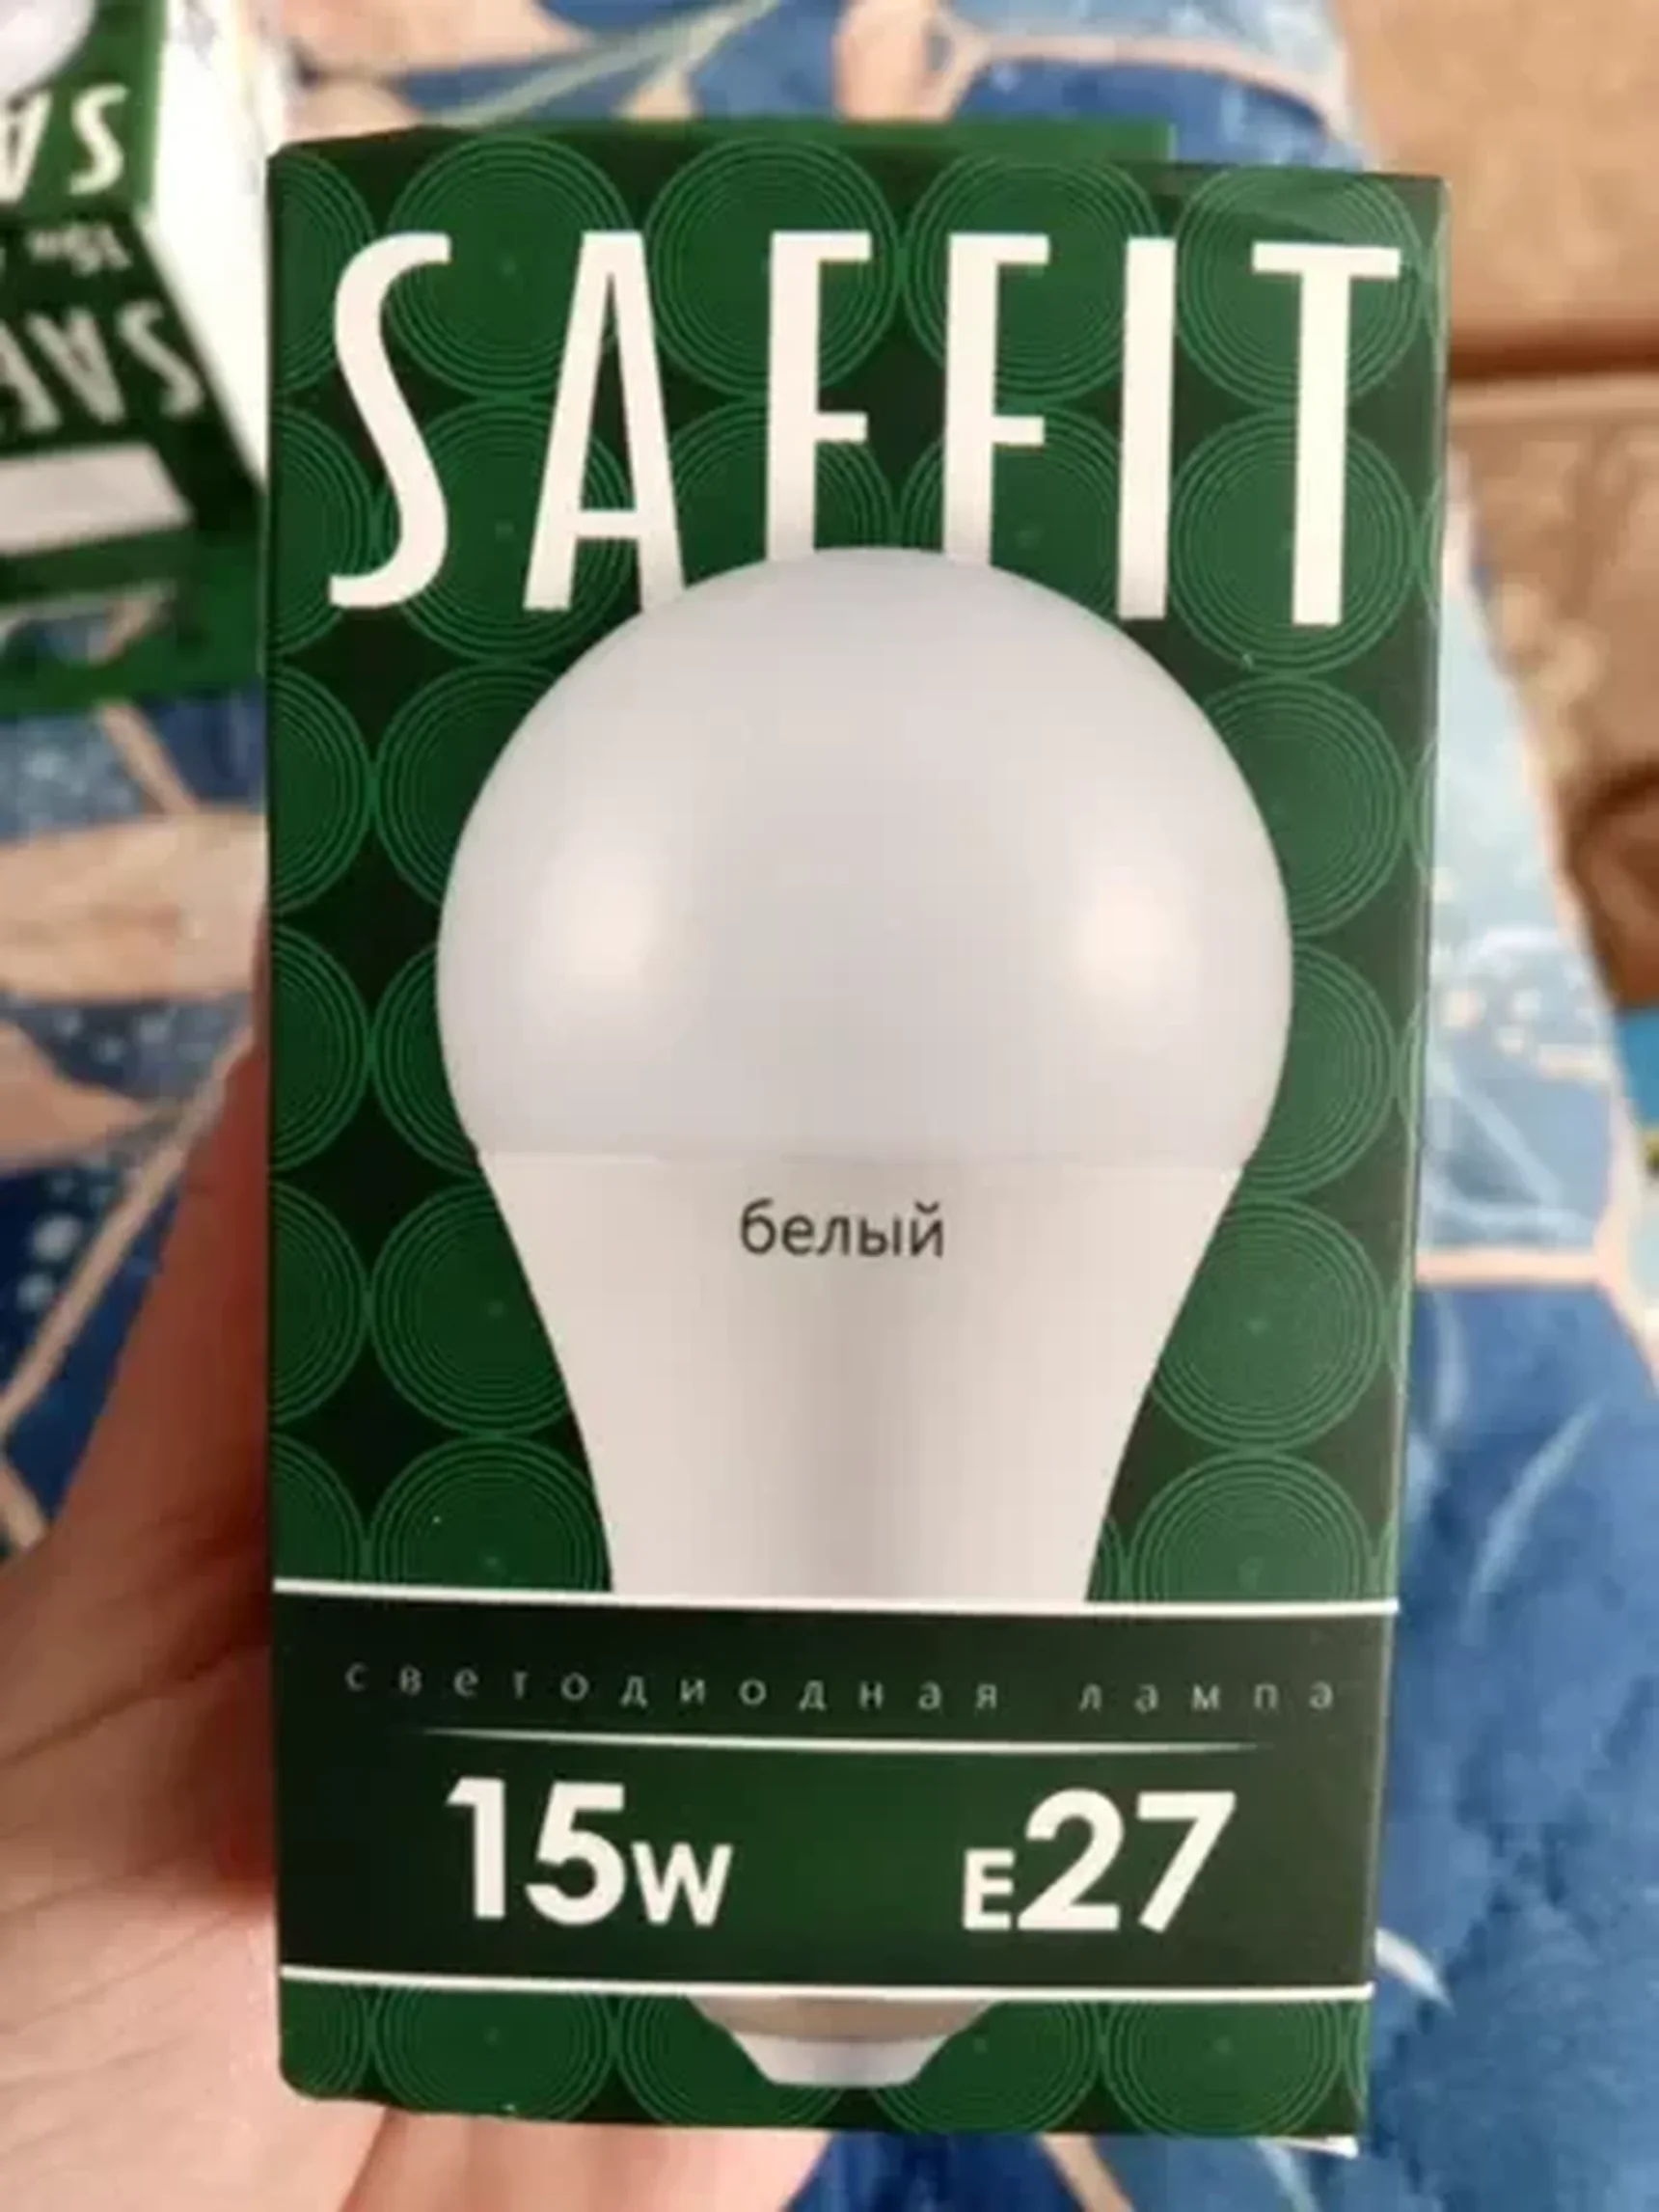 SAFFIT
белый
светодиодная лампа
15W E27